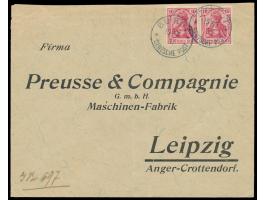 Firma
Preusse & Compagnie
G. m. b. H.
Maschinen-Fabrik
Leipzig
Anger-Crottendorf.